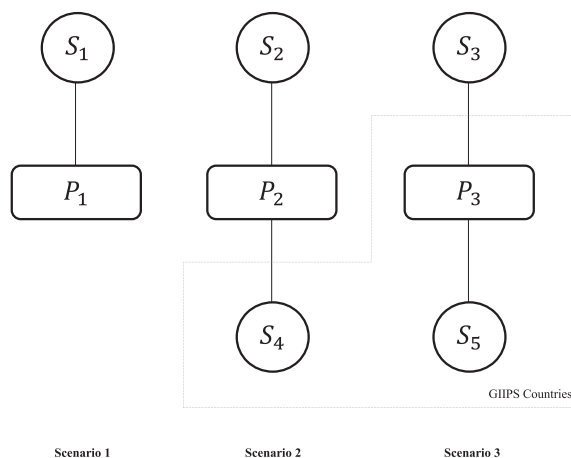 S₁ S₂ S₃
P₁ P₂ P₃
S₄ S₅
GIIPS Countries
Scenario 1 Scenario 2 Scenario 3